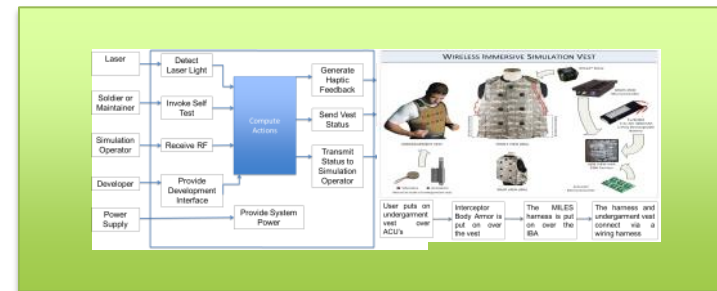 Laser
Soldier or
Maintainer
Simulation
Operator
Developer
Power
Supply
Detect
Laser Light
Invoke Self
Test
Receive RF
Provide
Development
Interface
Compute
Actions
Provide System
Power
Generate
Haptic
Feedback
Send Vest
Status
Transmit
Status to
Simulation
Operator
WIRELESS IMMERSIVE SIMULATION VEST
User puts on
undergarment
vest over
ACU's
Interceptor
Body Armor is
put on over
the vest
The MILES
harness is put
on over the
IBA
The harness and
undergarment vest
connect via a
wiring harness